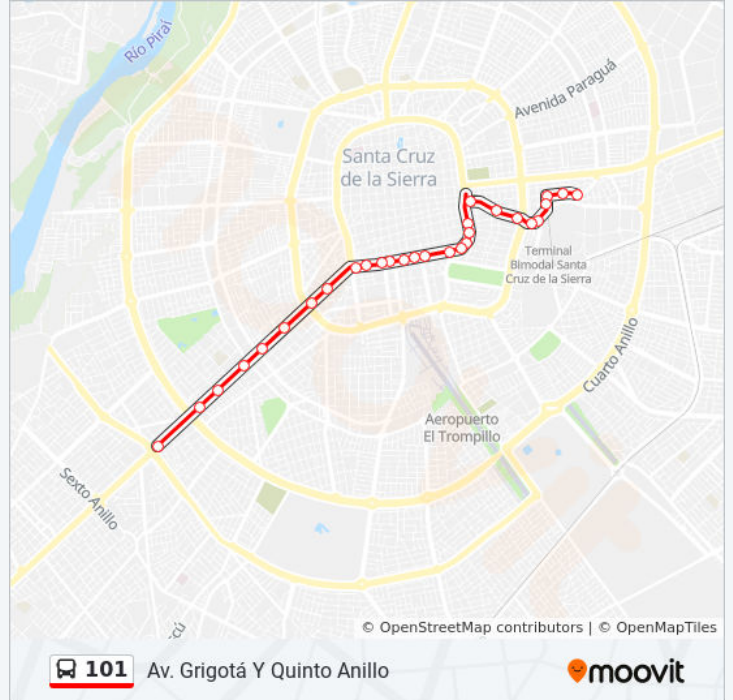 Río Piraí
Avenida Paraguá
Santa Cruz
de la Sierra
Terminal
Bimodal Santa
Cruz de la Sierra
Cuarto Anillo
Aeropuerto
El Trompillo
Sexto Anillo
cú
© OpenStreetMap contributors | © OpenMapTiles
101 Av. Grigotá Y Quinto Anillo
moovit